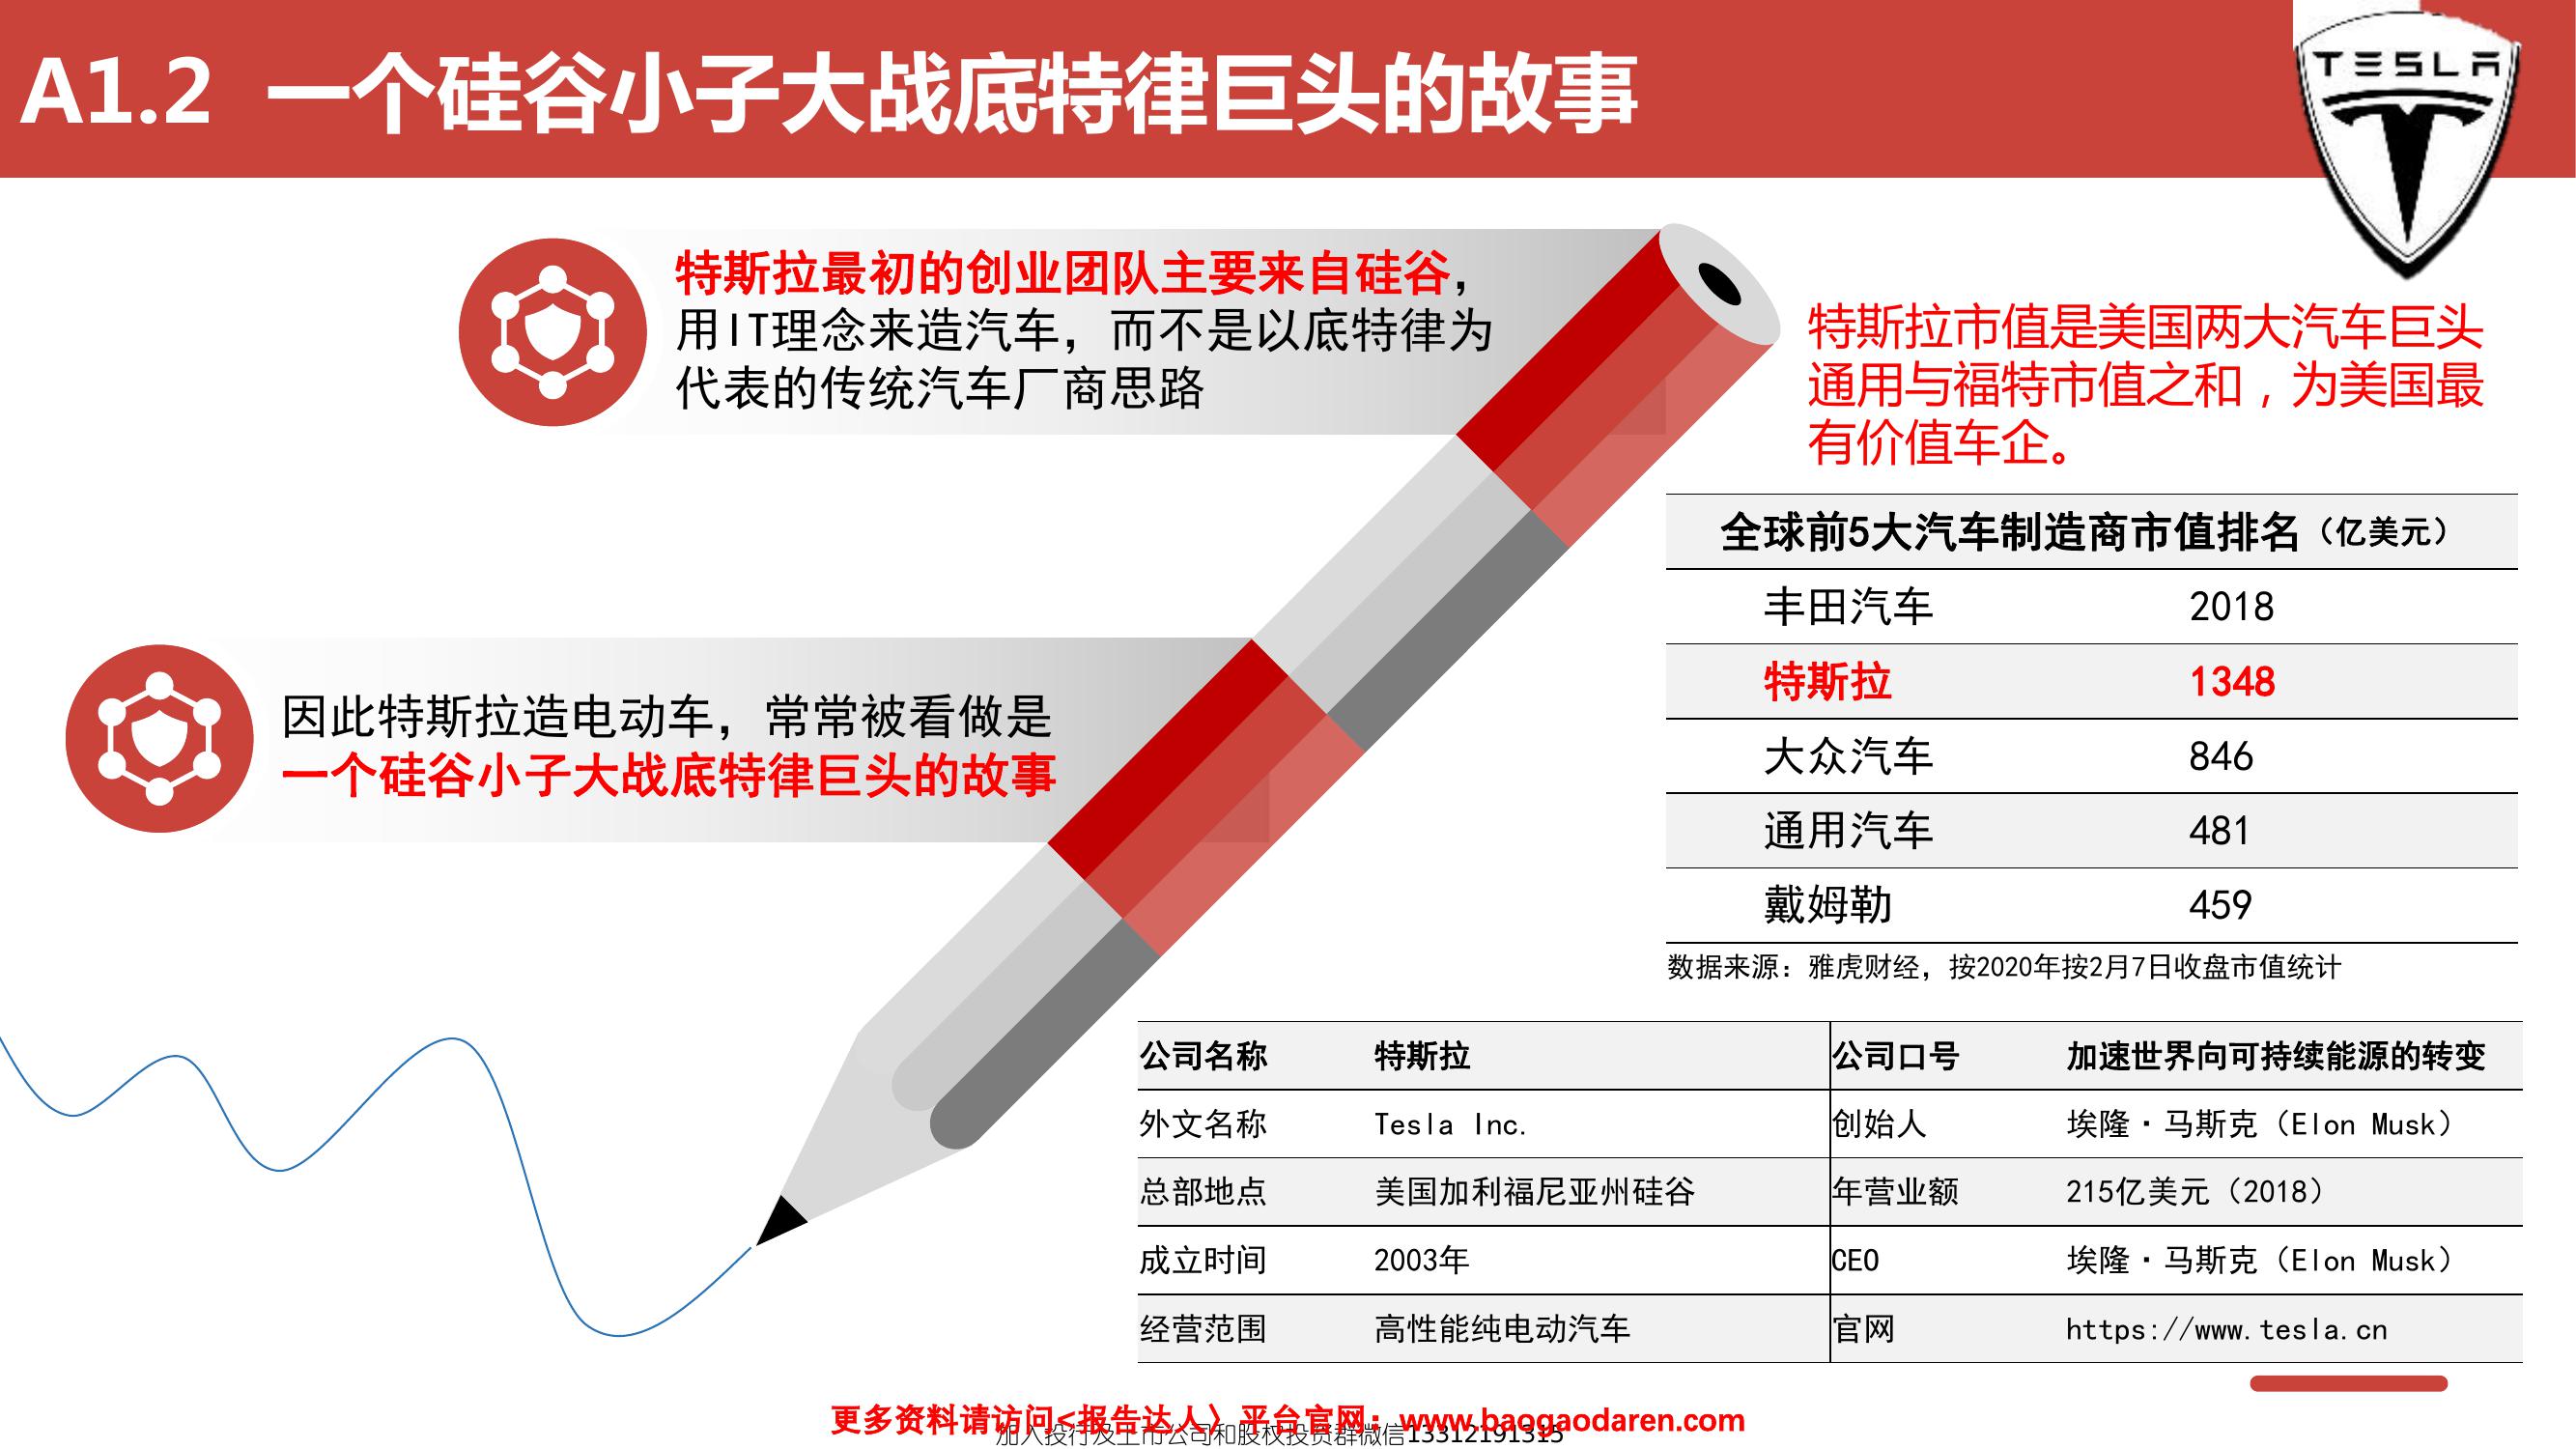 A1.2 一个硅谷小子大战底特律巨头的故事
TESLA
特斯拉最初的创业团队主要来自硅谷，
用IT理念来造汽车，而不是以底特律为
代表的传统汽车厂商思路
特斯拉市值是美国两大汽车巨头
通用与福特市值之和，为美国最
有价值车企。
全球前5大汽车制造商市值排名（亿美元）
丰田汽车 2018
特斯拉 1348
大众汽车 846
通用汽车 481
戴姆勒 459
数据来源：雅虎财经，按2020年按2月7日收盘市值统计
因此特斯拉造电动车，常常被看做是
一个硅谷小子大战底特律巨头的故事
公司名称 特斯拉 公司口号 加速世界向可持续能源的转变
外文名称 Tesla Inc. 创始人 埃隆·马斯克（Elon Musk）
总部地点 美国加利福尼亚州硅谷 年营业额 215亿美元（2018）
成立时间 2003年 CEO 埃隆·马斯克（Elon Musk）
经营范围 高性能纯电动汽车 官网 https://www.tesla.cn
更多资料请访问<报告达人〉平台官网：www.baogaodaren.com
加入投行及上市公司和股权投资群微信13312191315